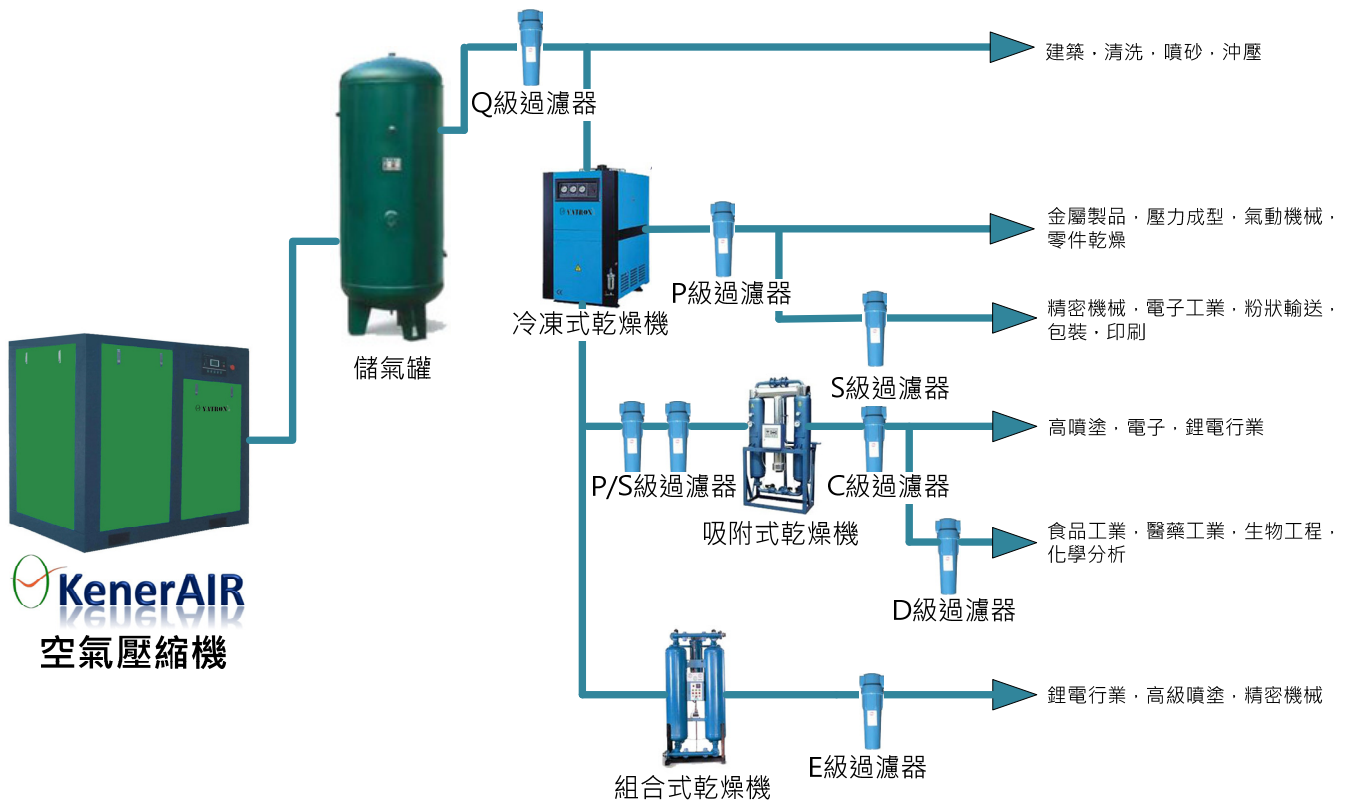 建築．清洗．噴砂．沖壓
Q級過濾器
YATRON
金屬製品．壓力成型．氣動機械．
零件乾燥
P級過濾器
冷凍式乾燥機
精密機械．電子工業．粉狀輸送．
包裝．印刷
儲氣罐
S級過濾器
YATRON
高噴塗．電子．鋰電行業
P/S級過濾器
C級過濾器
吸附式乾燥機
食品工業．醫藥工業．生物工程．
化學分析
KenerAIR
D級過濾器
空氣壓縮機
鋰電行業．高級噴塗．精密機械
E級過濾器
組合式乾燥機